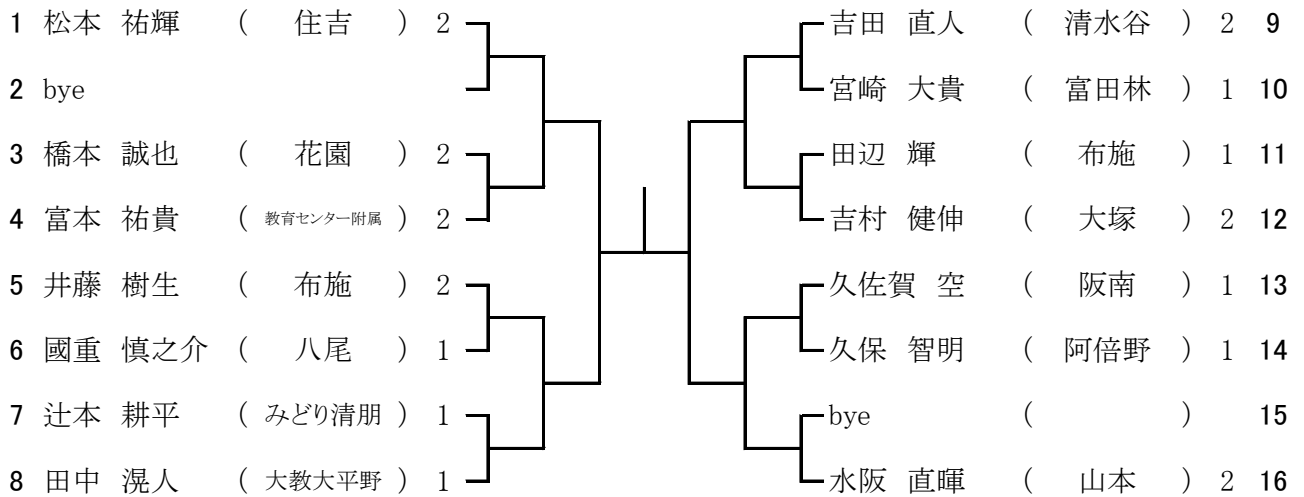 1 松本 祐輝 ( 住吉 ) 2
2 bye
3 橋本 誠也 ( 花園 ) 2
4 富本 祐貴 ( 教育センター附属 ) 2
5 井藤 樹生 ( 布施 ) 2
6 國重 慎之介 ( 八尾 ) 1
7 辻本 耕平 ( みどり清朋 ) 1
8 田中 滉人 ( 大教大平野 ) 1
吉田 直人 ( 清水谷 ) 2 9
宮崎 大貴 ( 富田林 ) 1 10
田辺 輝 ( 布施 ) 1 11
吉村 健伸 ( 大塚 ) 2 12
久佐賀 空 ( 阪南 ) 1 13
久保 智明 ( 阿倍野 ) 1 14
bye ( ) 15
水阪 直暉 ( 山本 ) 2 16